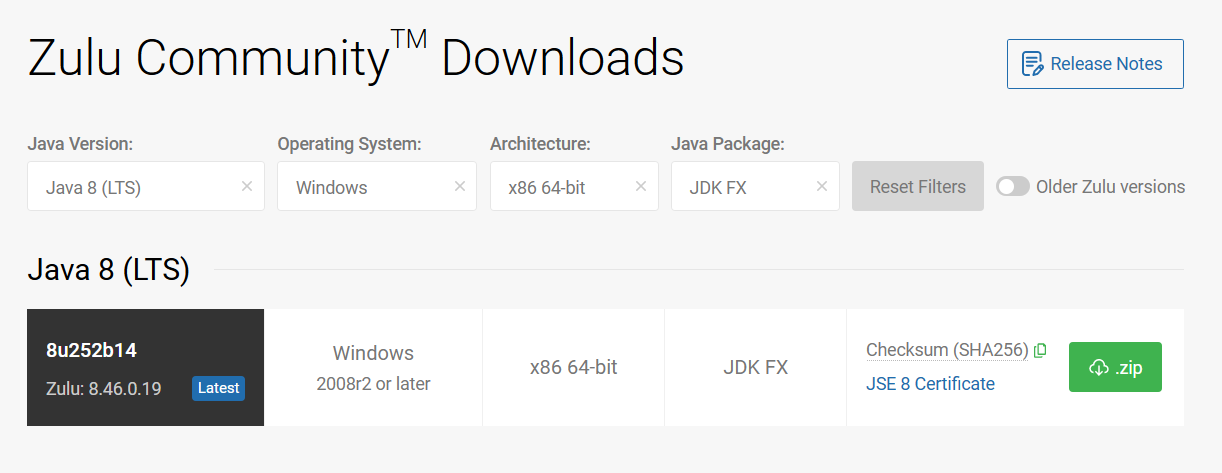 Zulu Community™ Downloads
Release Notes
Java Version:
Operating System:
Architecture:
Java Package:
Java 8 (LTS) ×
Windows ×
x86 64-bit ×
JDK FX ×
Reset Filters
Older Zulu versions
Java 8 (LTS)
8u252b14
Zulu: 8.46.0.19
Latest
Windows
2008r2 or later
x86 64-bit
JDK FX
Checksum (SHA256)
JSE 8 Certificate
.zip